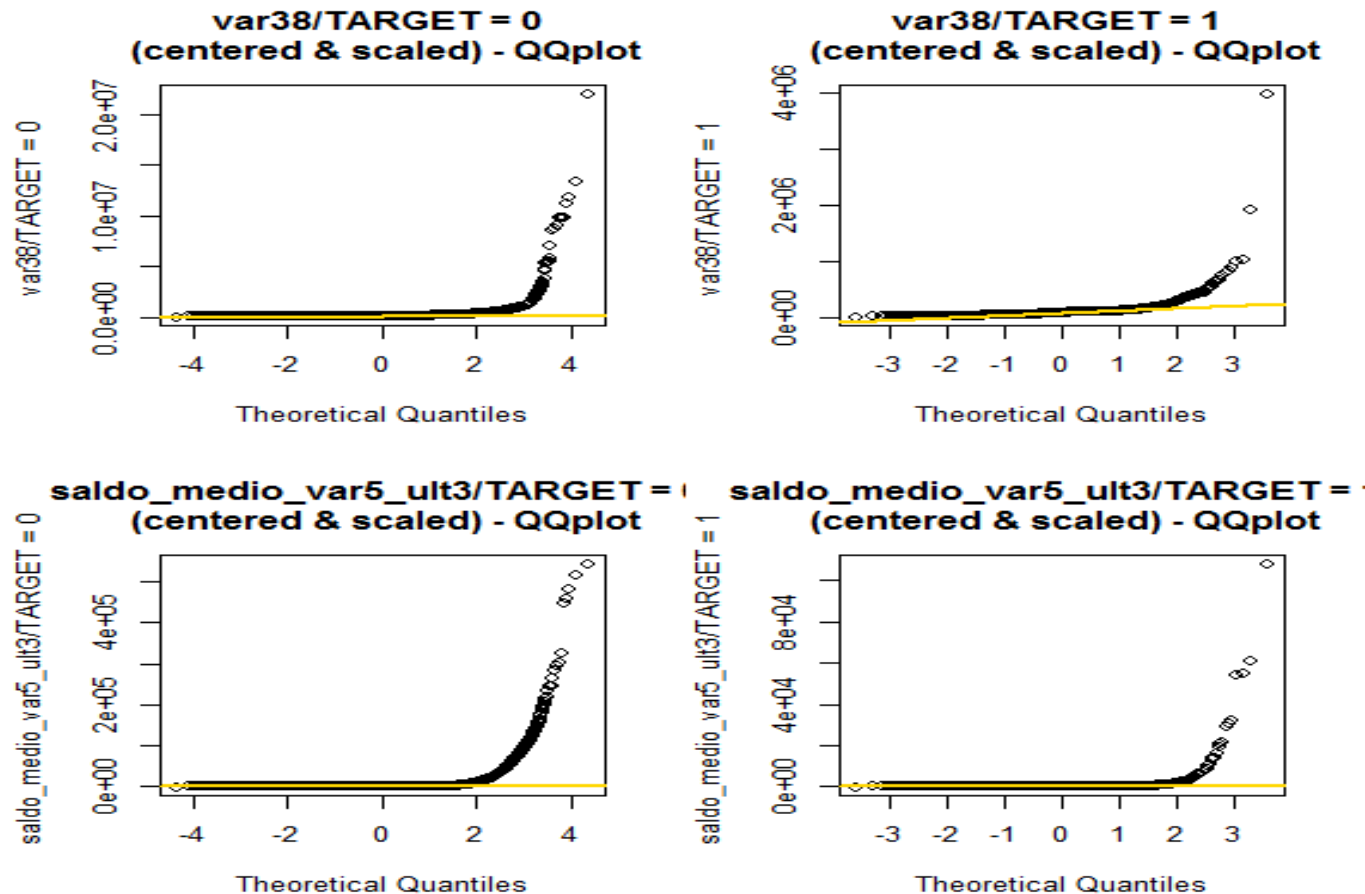 var38/TARGET = 0
(centered & scaled) - QQplot
var38/TARGET = 0
0.0e+00
1.0e+07
2.0e+07
-4
-2
0
2
4
Theoretical Quantiles
var38/TARGET = 1
(centered & scaled) - QQplot
var38/TARGET = 1
0e+00
2e+06
4e+06
-3
-2
-1
0
1
2
3
Theoretical Quantiles
saldo_medio_var5_ult3/TARGET =
(centered & scaled) - QQplot
saldo_medio_var5_ult3/TARGET = 0
0e+00
2e+05
4e+05
-4
-2
0
2
4
Theoretical Quantiles
saldo_medio_var5_ult3/TARGET =
(centered & scaled) - QQplot
saldo_medio_var5_ult3/TARGET = 1
0e+00
4e+04
8e+04
-3
-2
-1
0
1
2
3
Theoretical Quantiles